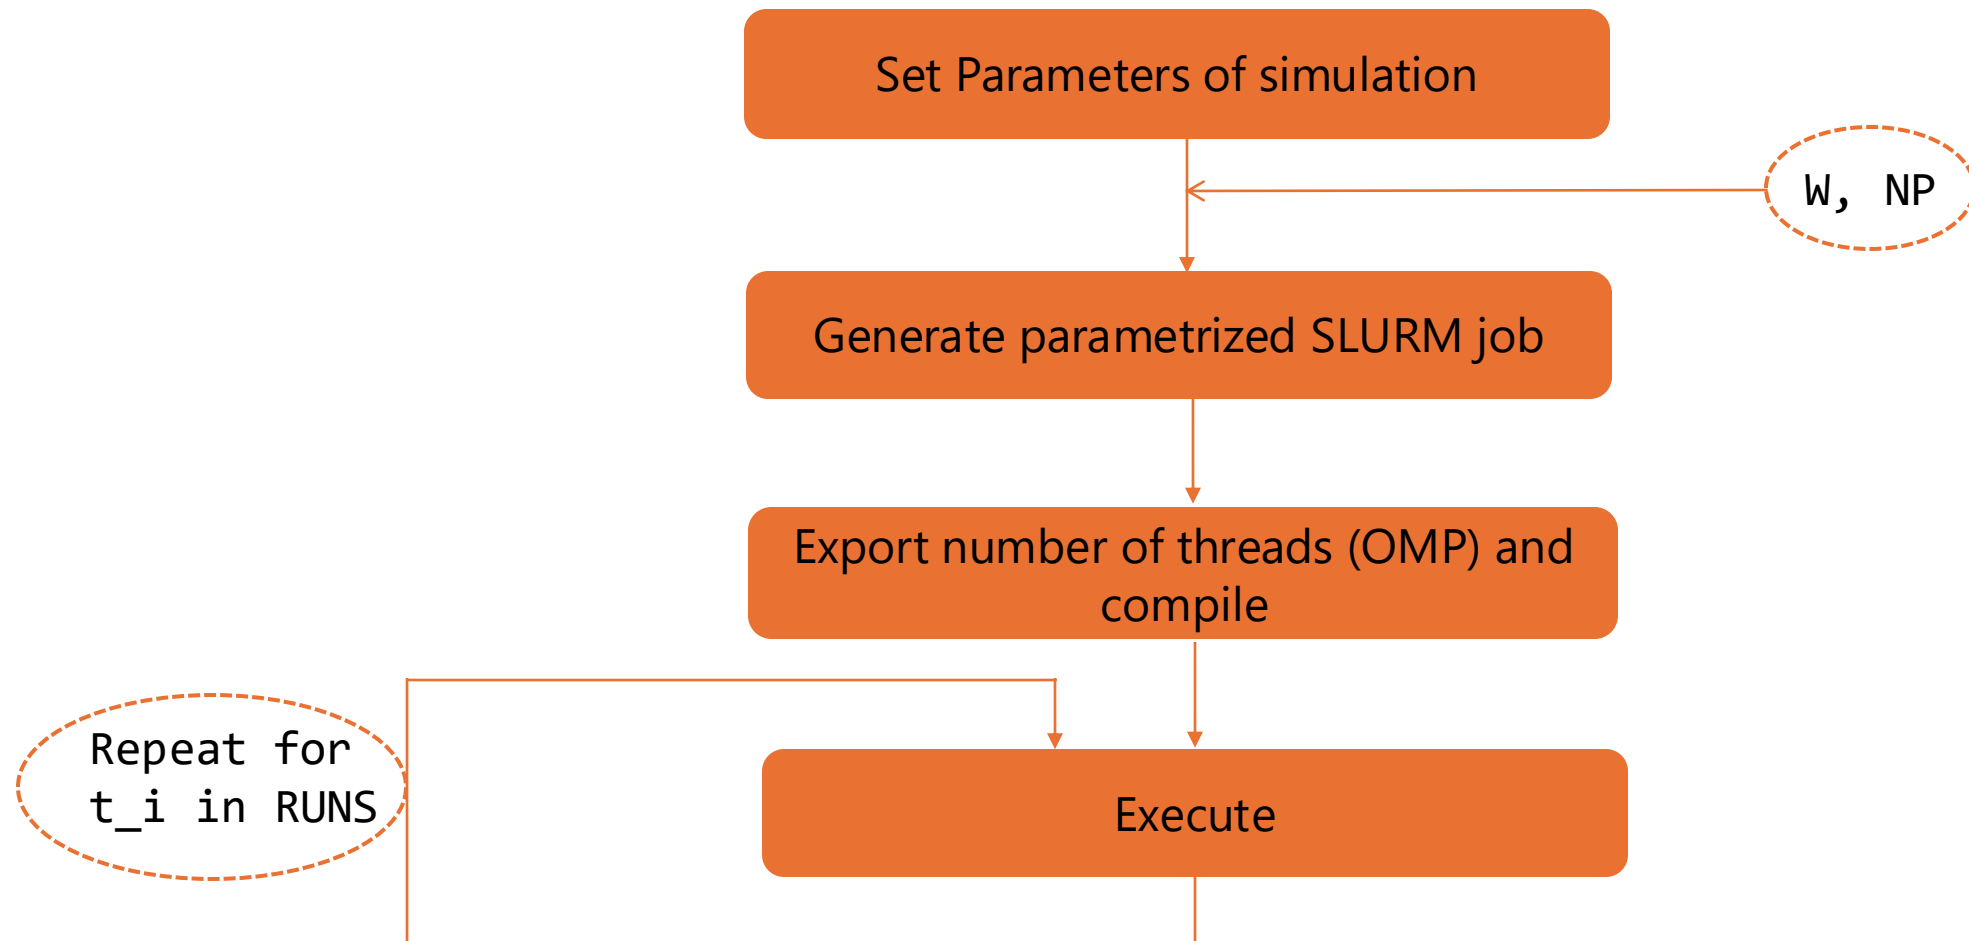 Set Parameters of simulation
W, NP
Generate parametrized SLURM job
Export number of threads (OMP) and
compile
Repeat for
t_i in RUNS
Execute